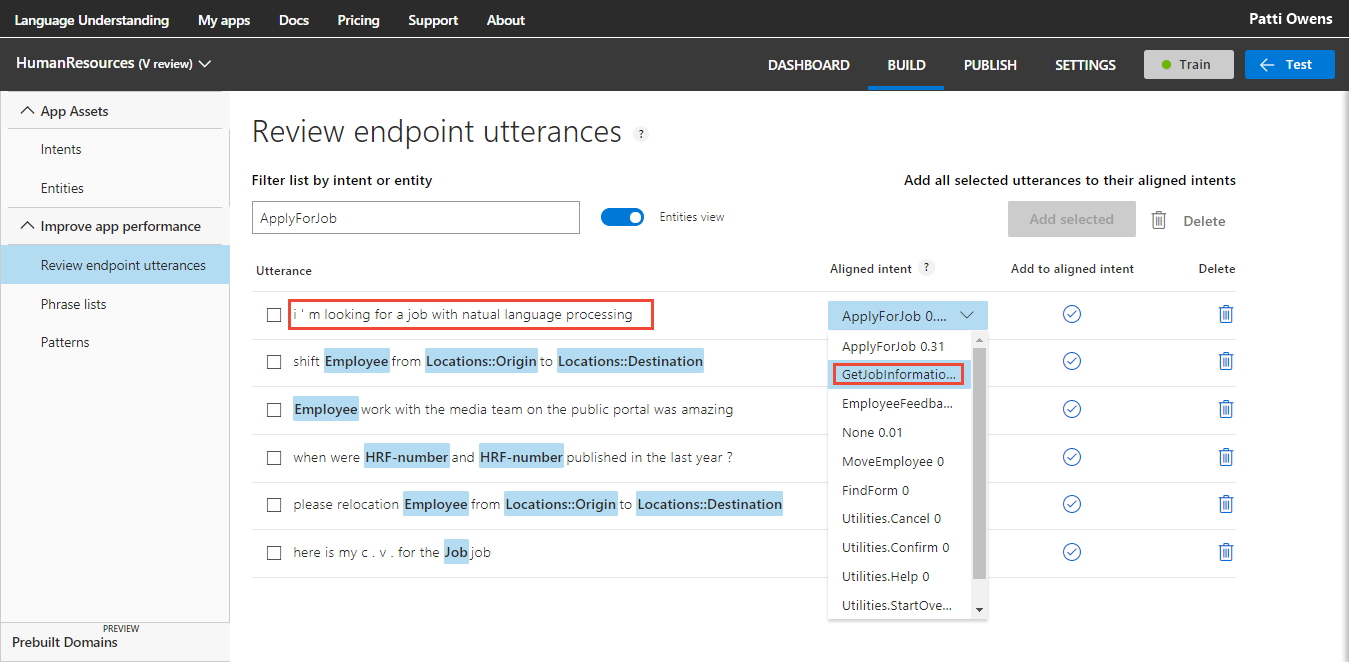 Language Understanding My apps Docs Pricing Support About Patti Owens
HumanResources (V review) DASHBOARD BUILD PUBLISH SETTINGS Train Test
App Assets
Intents
Entities
Improve app performance
Review endpoint utterances
Phrase lists
Patterns
PREVIEW
Prebuilt Domains
Review endpoint utterances ?
Filter list by intent or entity Add all selected utterances to their aligned intents
ApplyForJob Entities view Add selected Delete
Utterance Aligned intent ? Add to aligned intent Delete
i ' m looking for a job with natual language processing ApplyForJob 0....
shift Employee from Locations::Origin to Locations::Destination
Employee work with the media team on the public portal was amazing
when were HRF-number and HRF-number published in the last year ?
please relocation Employee from Locations::Origin to Locations::Destination
here is my c . v . for the Job job
ApplyForJob 0.31
GetJobInformatio...
EmployeeFeedba...
None 0.01
MoveEmployee 0
FindForm 0
Utilities.Cancel 0
Utilities.Confirm 0
Utilities.Help 0
Utilities.StartOve...